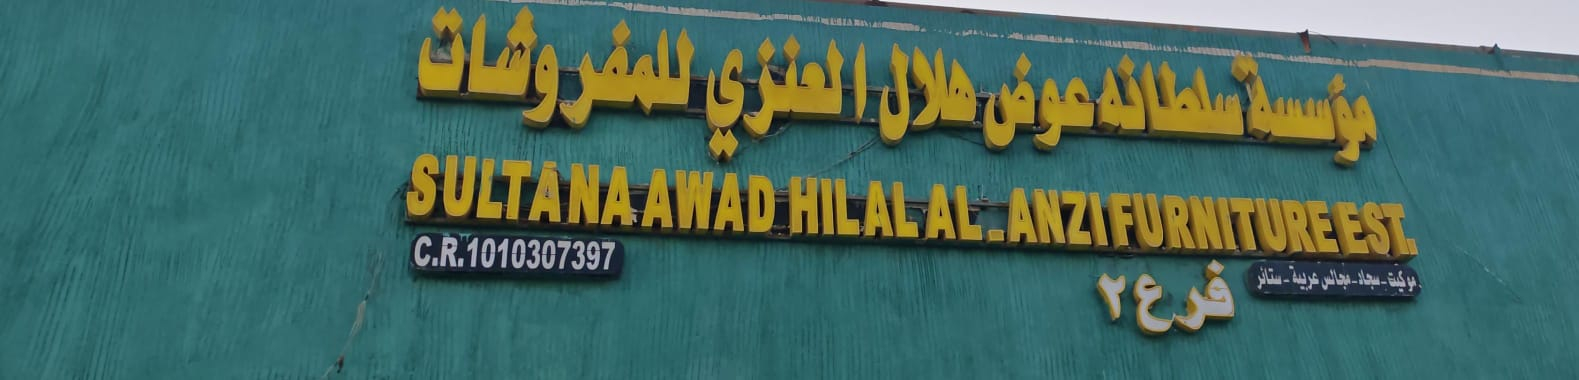 مؤسسة سلطانه عوض هلال العنزي للمفروشات
SULTANA AWAD HILAL AL-ANZI FURNITURE EST.
C.R.1010307397
موكيت - سجاد - مجالس عربية - ستائر
فرع ٢